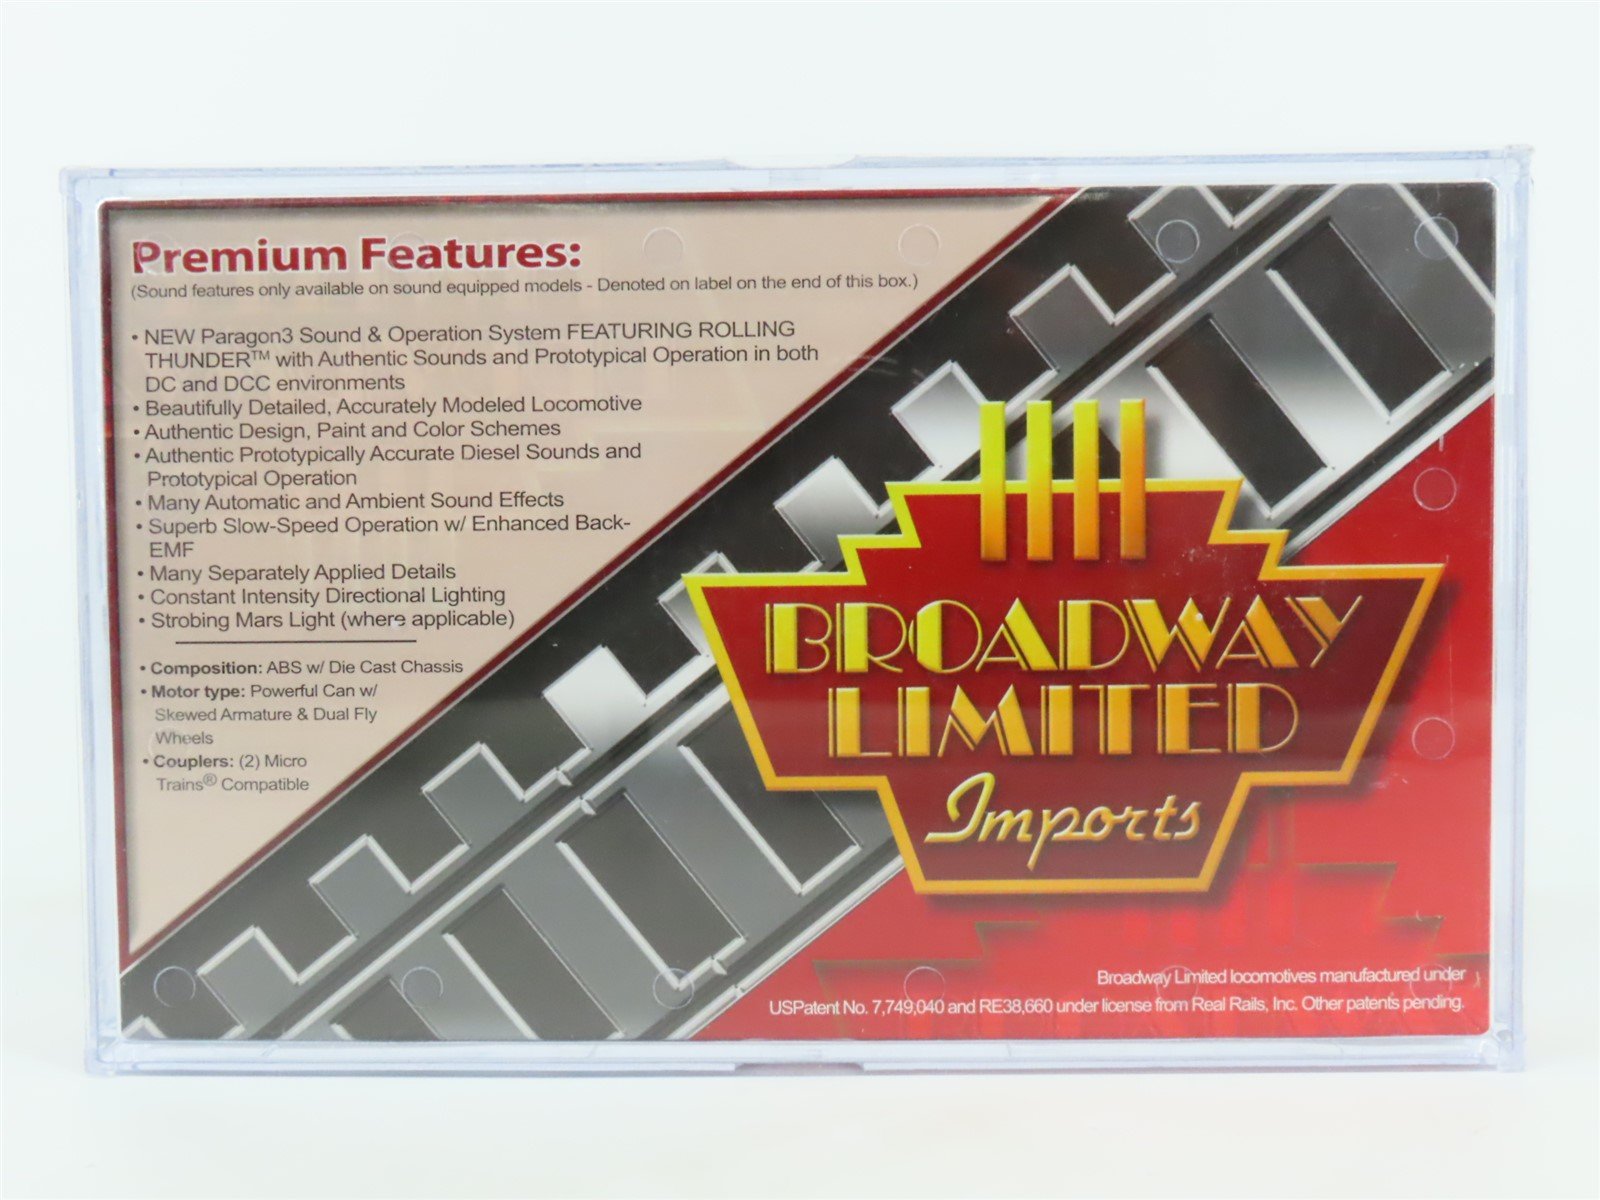 Premium Features:
(Sound features only available on sound equipped models - Denoted on label on the end of this box.)
• NEW Paragon3 Sound & Operation System FEATURING ROLLING
THUNDER™ with Authentic Sounds and Prototypical Operation in both
DC and DCC environments
• Beautifully Detailed, Accurately Modeled Locomotive
• Authentic Design, Paint and Color Schemes
• Authentic Prototypically Accurate Diesel Sounds and
Prototypical Operation
• Many Automatic and Ambient Sound Effects
• Superb Slow-Speed Operation w/ Enhanced Back-
EMF
• Many Separately Applied Details
• Constant Intensity Directional Lighting
• Strobing Mars Light (where applicable)
• Composition: ABS w/ Die Cast Chassis
• Motor type: Powerful Can w/
Skewed Armature & Dual Fly
Wheels
• Couplers: (2) Micro
Trains® Compatible
BROADWAY
LIMITED
Imports
Broadway Limited locomotives manufactured under
USPatent No. 7,749,040 and RE38,660 under license from Real Rails, Inc. Other patents pending.